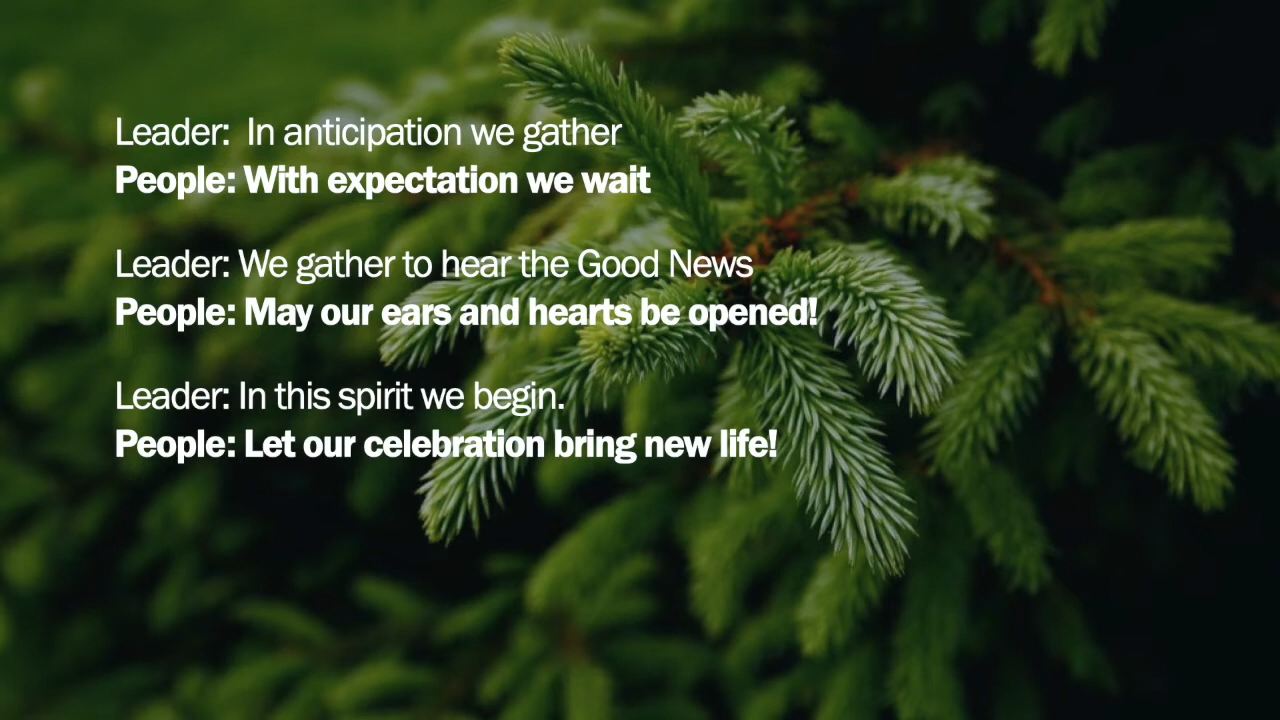 Leader:  In anticipation we gather
People: With expectation we wait
Leader: We gather to hear the Good News
People: May our ears and hearts be opened!
Leader: In this spirit we begin.
People: Let our celebration bring new life!